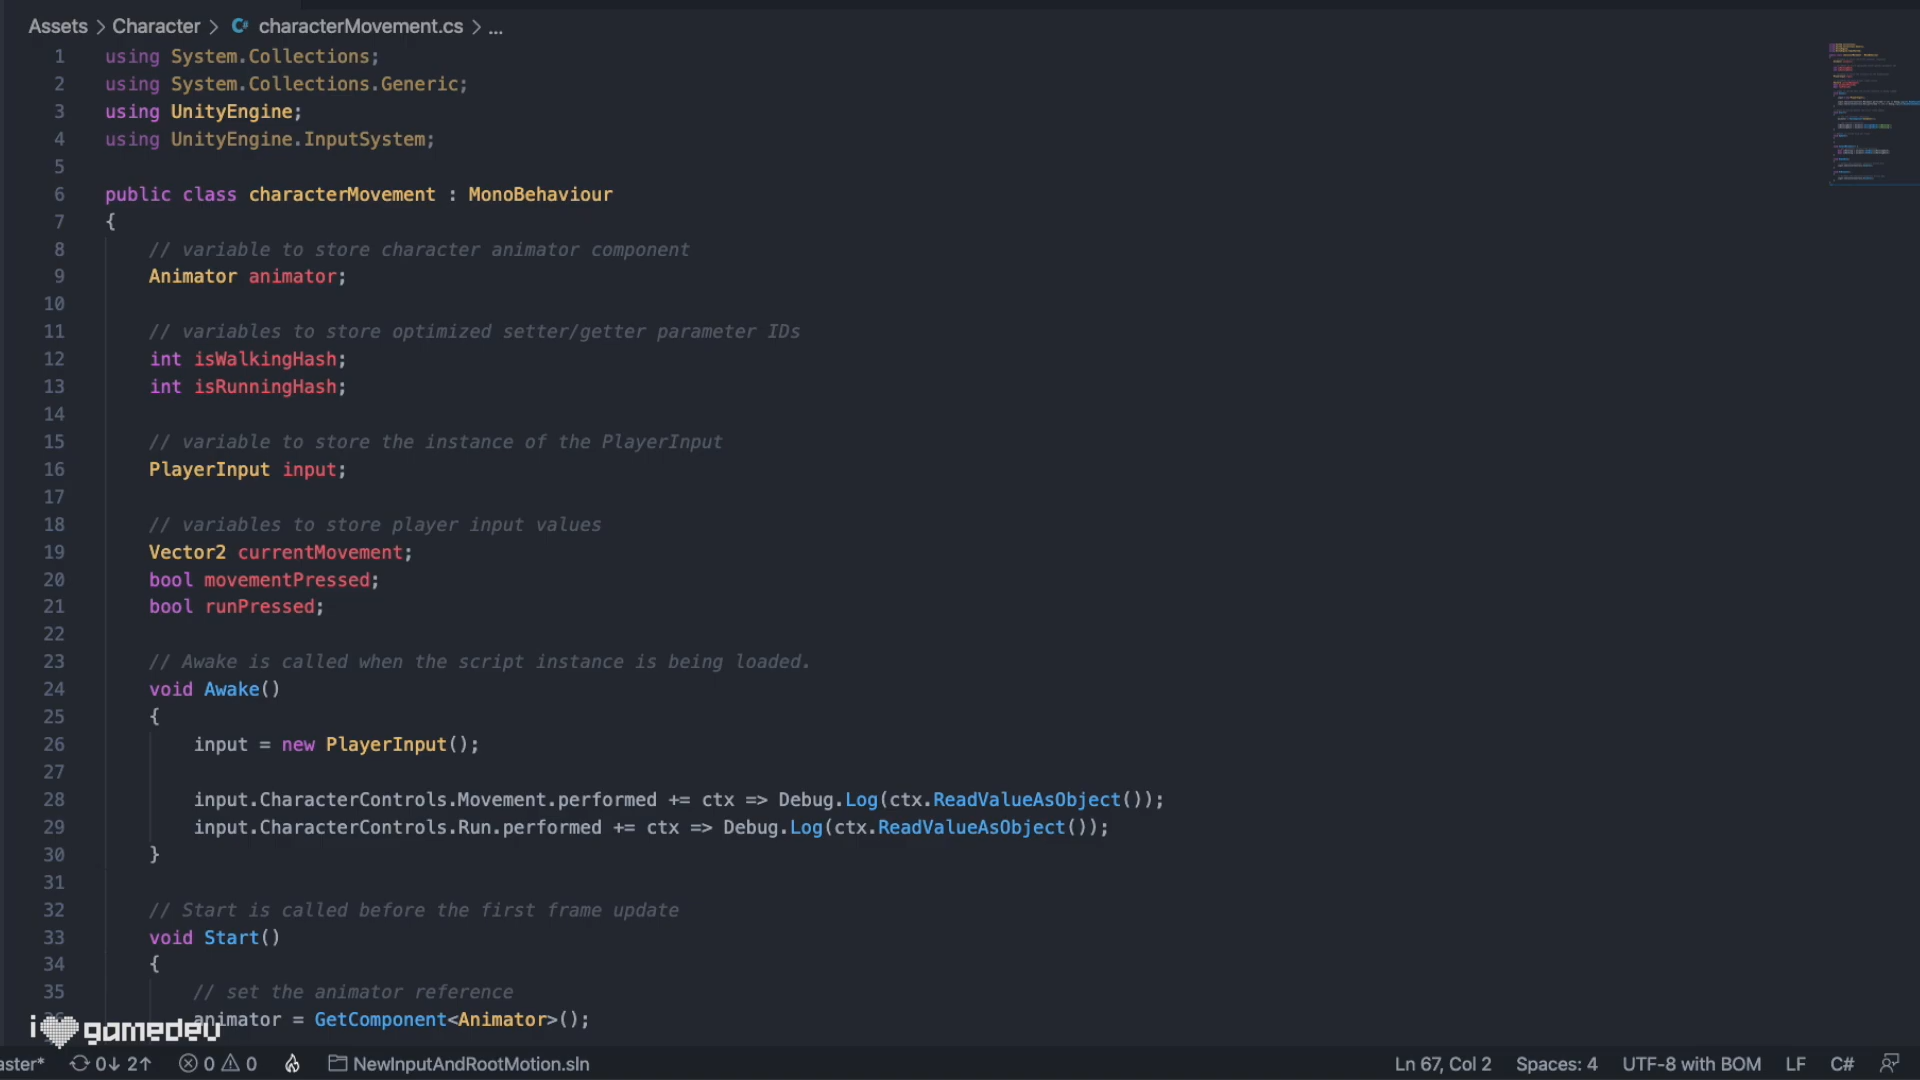 Assets > Character > characterMovement.cs > ...
1 using System.Collections;
2 using System.Collections.Generic;
3 using UnityEngine;
4 using UnityEngine.InputSystem;
5
6 public class characterMovement : MonoBehaviour
7 {
8 // variable to store character animator component
9 Animator animator;
10
11 // variables to store optimized setter/getter parameter IDs
12 int isWalkingHash;
13 int isRunningHash;
14
15 // variable to store the instance of the PlayerInput
16 PlayerInput input;
17
18 // variables to store player input values
19 Vector2 currentMovement;
20 bool movementPressed;
21 bool runPressed;
22
23 // Awake is called when the script instance is being loaded.
24 void Awake()
25 {
26 input = new PlayerInput();
27
28 input.CharacterControls.Movement.performed += ctx => Debug.Log(ctx.ReadValueAsObject());
29 input.CharacterControls.Run.performed += ctx => Debug.Log(ctx.ReadValueAsObject());
30 }
31
32 // Start is called before the first frame update
33 void Start()
34 {
35 // set the animator reference
36 animator = GetComponent<Animator>();
i gamedev
aster* 0↓ 2↑ 0 0 NewInputAndRootMotion.sln Ln 67, Col 2 Spaces: 4 UTF-8 with BOM LF C#